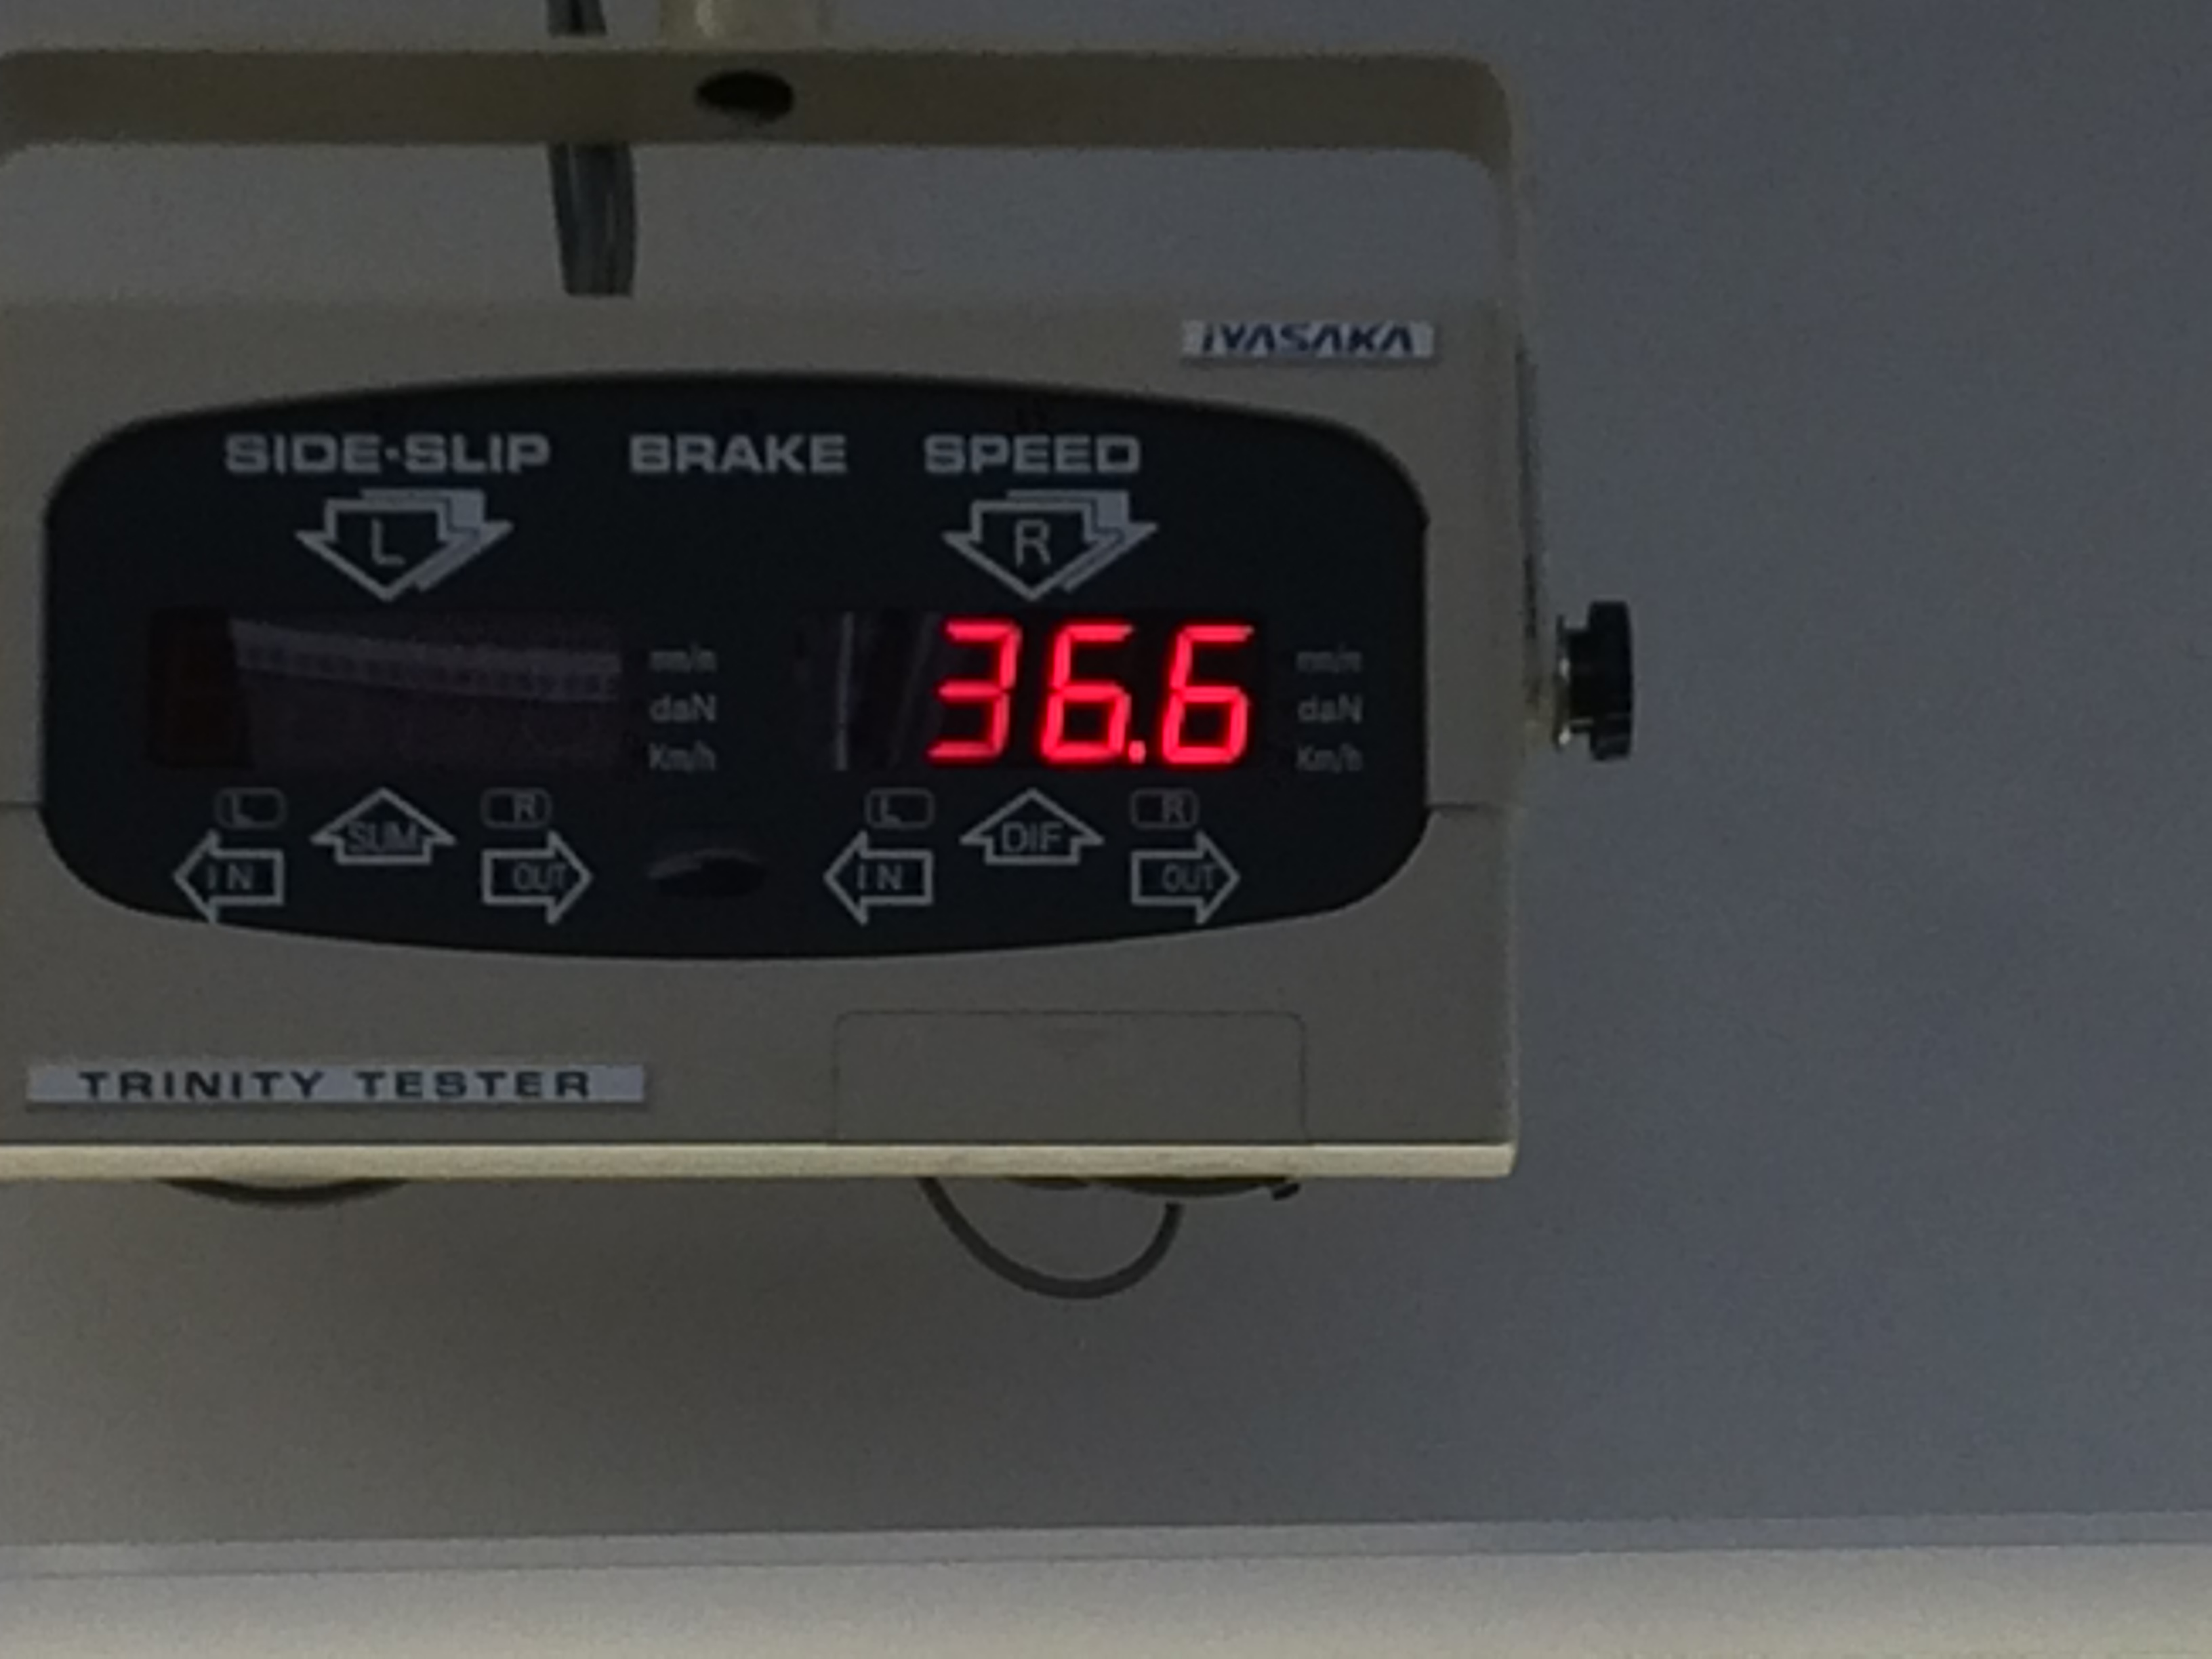 iYASAKA
SIDE·SLIP BRAKE SPEED
L R
36.6
mm/m mm/m
daN daN
Km/h Km/h
L R L R
SUM DIF
IN OUT IN OUT
TRINITY TESTER